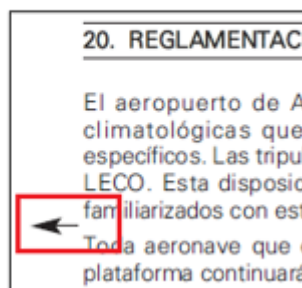 20. REGLAMENTAC
El aeropuerto de A
climatológicas que
específicos. Las tripu
LECO. Esta disposic
familiarizados con est
Toda aeronave que
plataforma continuará